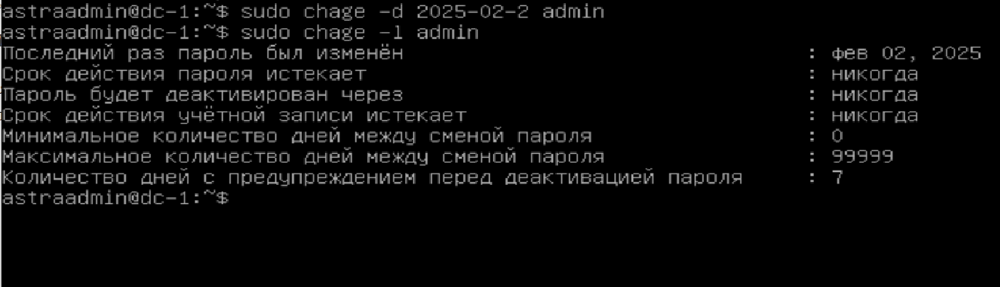 astraadmin@dc-1:~$ sudo chage -d 2025-02-2 admin
astraadmin@dc-1:~$ sudo chage -l admin
Последний раз пароль был изменён : фев 02, 2025
Срок действия пароля истекает : никогда
Пароль будет деактивирован через : никогда
Срок действия учётной записи истекает : никогда
Минимальное количество дней между сменой пароля : 0
Максимальное количество дней между сменой пароля : 99999
Количество дней с предупреждением перед деактивацией пароля : 7
astraadmin@dc-1:~$